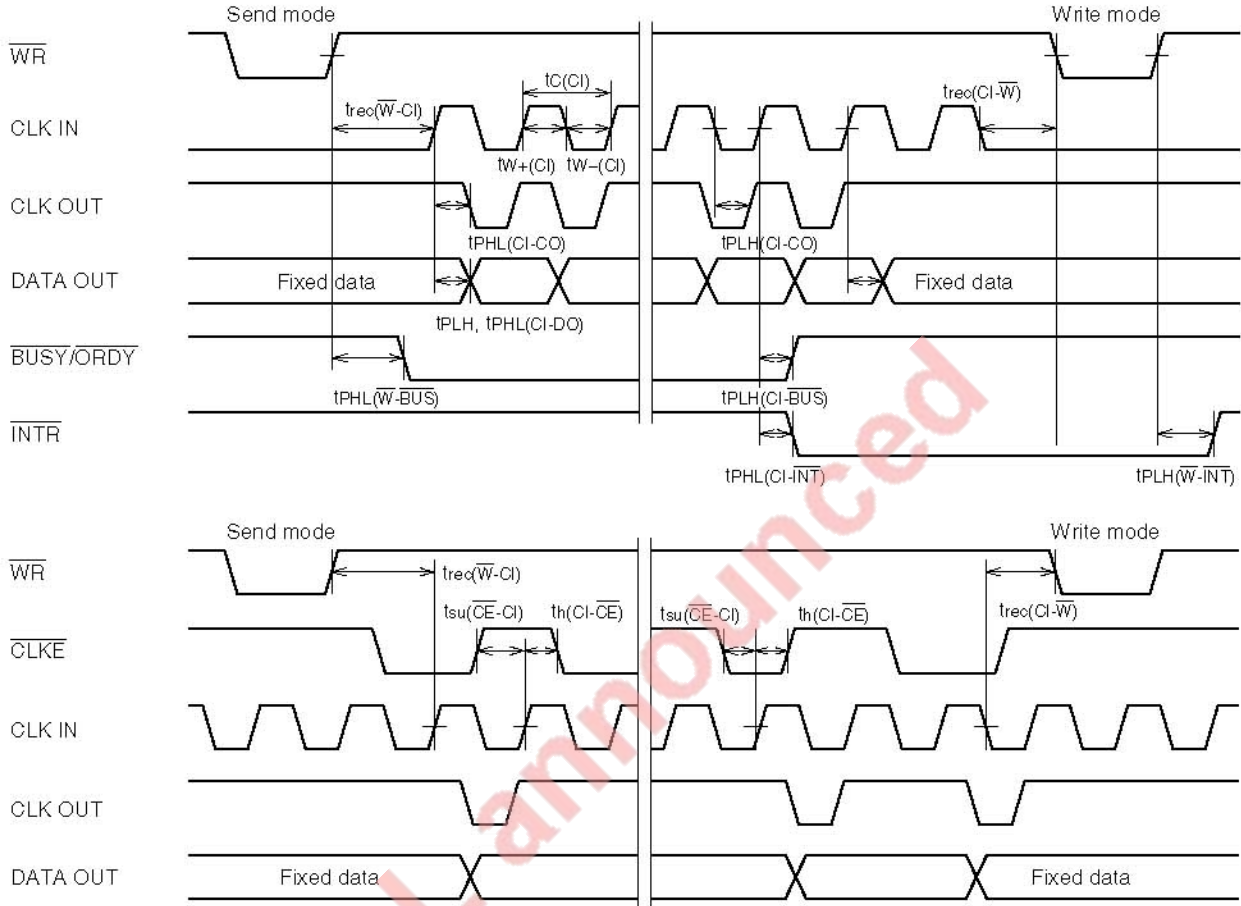 Send mode Write mode
WR
tC(CI)
trec(W-CI) trec(CI-W)
CLK IN
tW+(CI) tW−(CI)
CLK OUT
tPHL(CI-CO) tPLH(CI-CO)
DATA OUT Fixed data Fixed data
tPLH, tPHL(CI-DO)
BUSY/ORDY
tPHL(W-BUS) tPLH(CI-BUS)
INTR
tPHL(CI-INT) tPLH(W-INT)
Send mode Write mode
WR
trec(W-CI)
tsu(CE-CI) th(CI-CE) tsu(CE-CI) th(CI-CE) trec(CI-W)
CLKE
CLK IN
CLK OUT
DATA OUT Fixed data Fixed data
announced